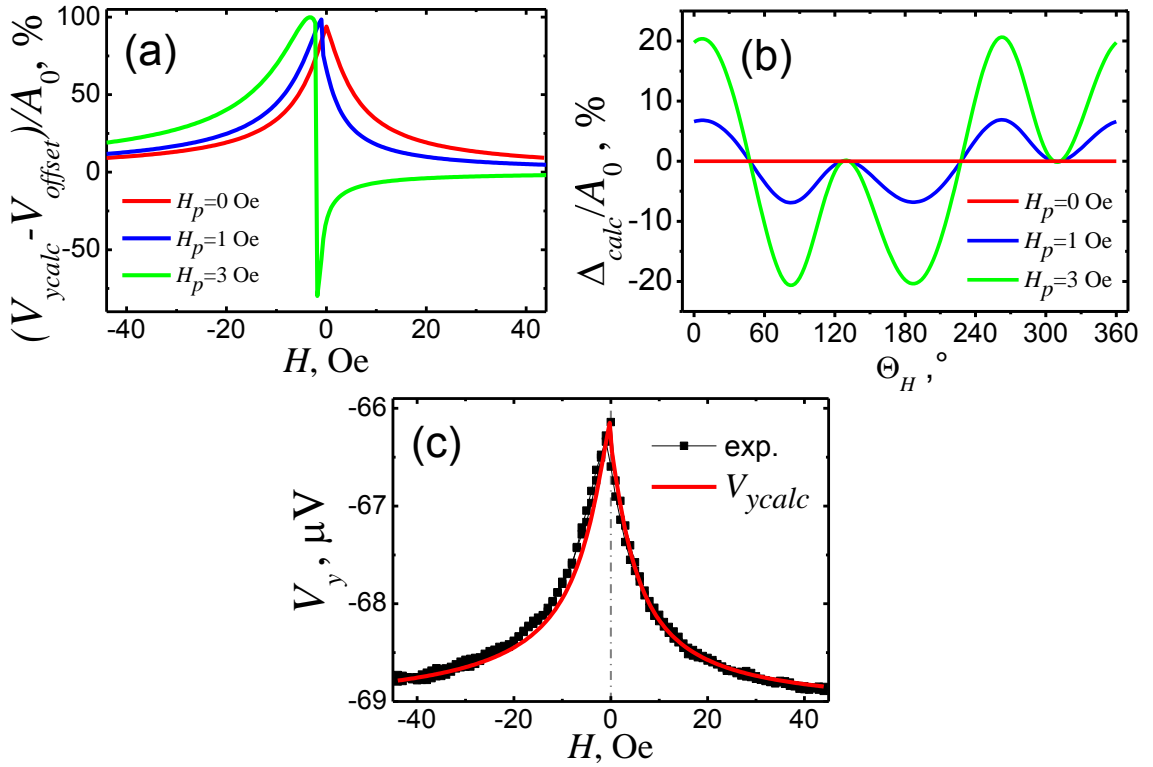 (a)
(V_ycalc-V_offset)/A_0, %
100
50
0
-50
H_p=0 Oe
H_p=1 Oe
H_p=3 Oe
-40 -20 0 20 40
H, Oe
(b)
Δ_calc/A_0, %
20
10
0
-10
-20
H_p=0 Oe
H_p=1 Oe
H_p=3 Oe
0 60 120 180 240 300 360
Θ_H,°
(c)
V_y, μV
-66
-67
-68
-69
exp.
V_ycalc
-40 -20 0 20 40
H, Oe